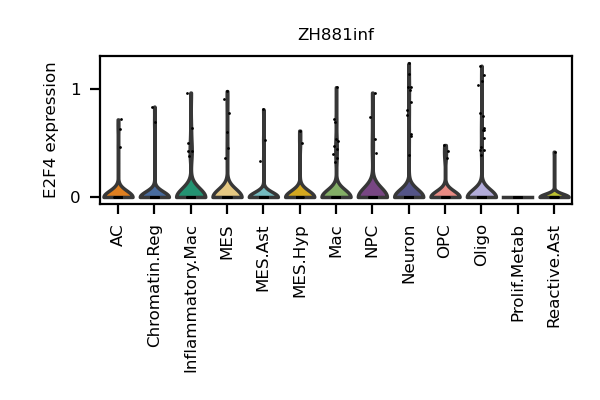 ZH881inf
E2F4 expression
1
0
AC
Chromatin.Reg
Inflammatory.Mac
MES
MES.Ast
MES.Hyp
Mac
NPC
Neuron
OPC
Oligo
Prolif.Metab
Reactive.Ast